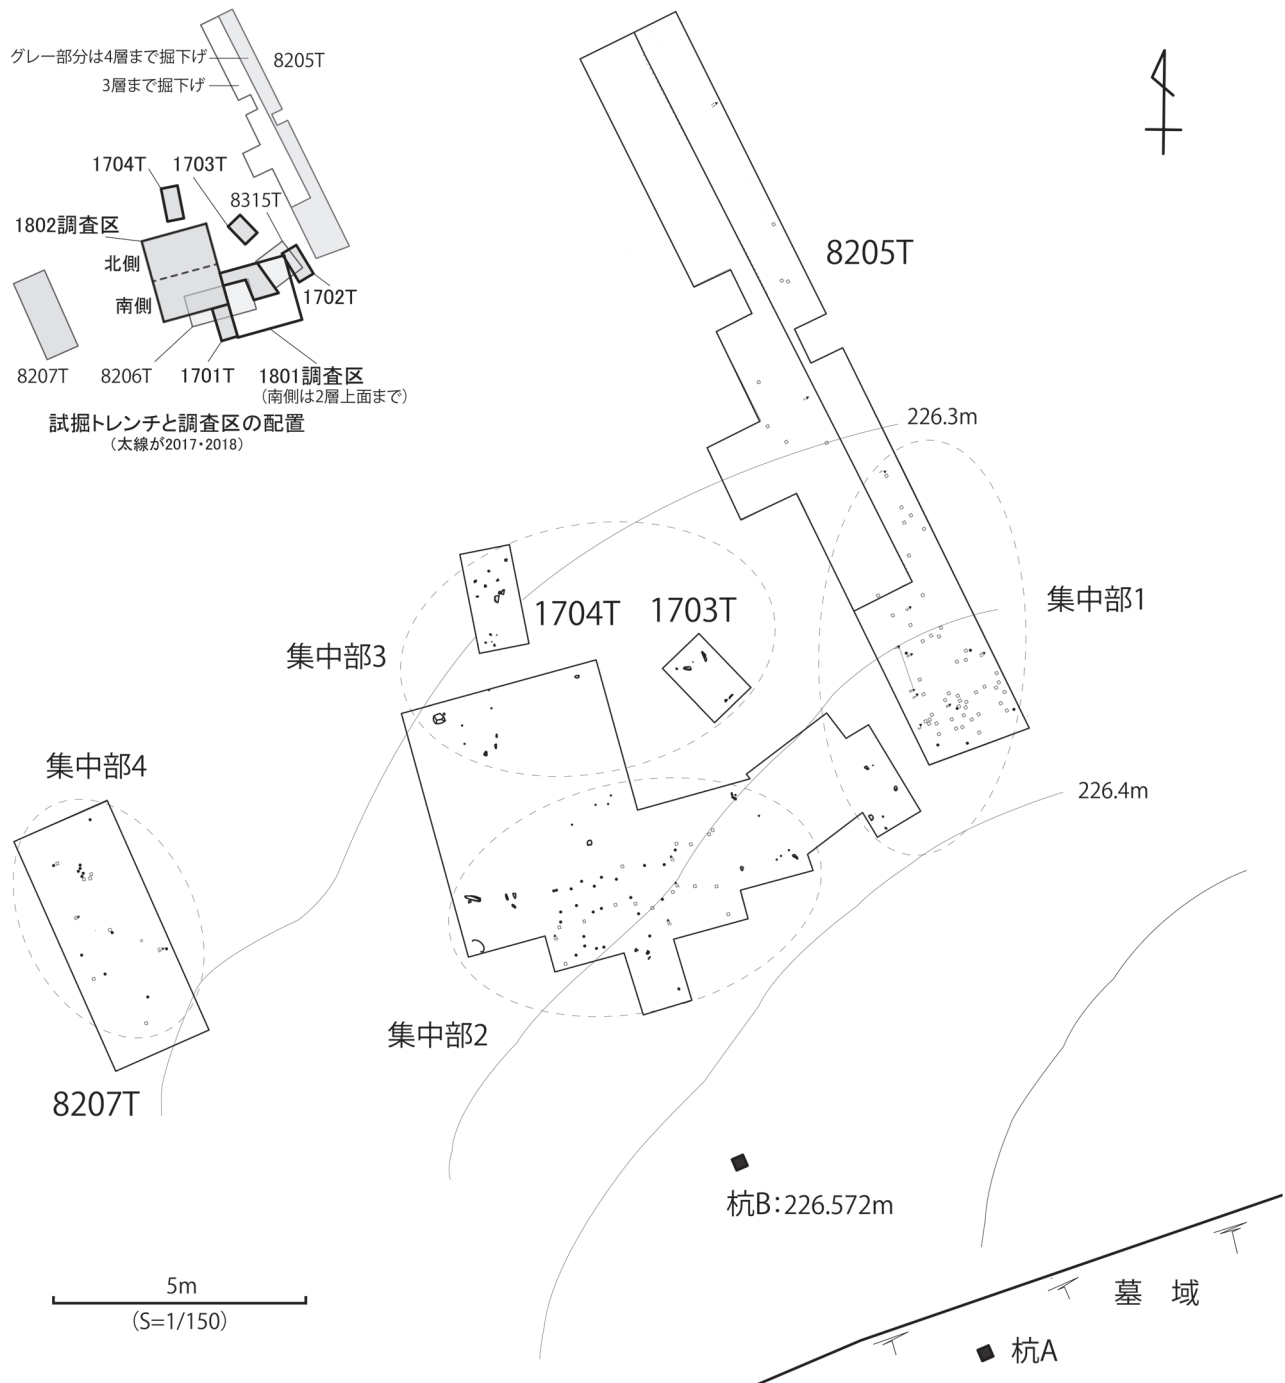 グレー部分は4層まで掘下げ
8205T
3層まで掘下げ
1704T
1703T
8315T
1802調査区
北側
南側
1702T
8207T
8206T
1701T
1801調査区
(南側は2層上面まで)
試掘トレンチと調査区の配置
(太線が2017・2018)
8205T
226.3m
集中部1
1704T
1703T
集中部3
集中部4
226.4m
集中部2
8207T
杭B:226.572m
5m
(S=1/150)
墓 域
杭A